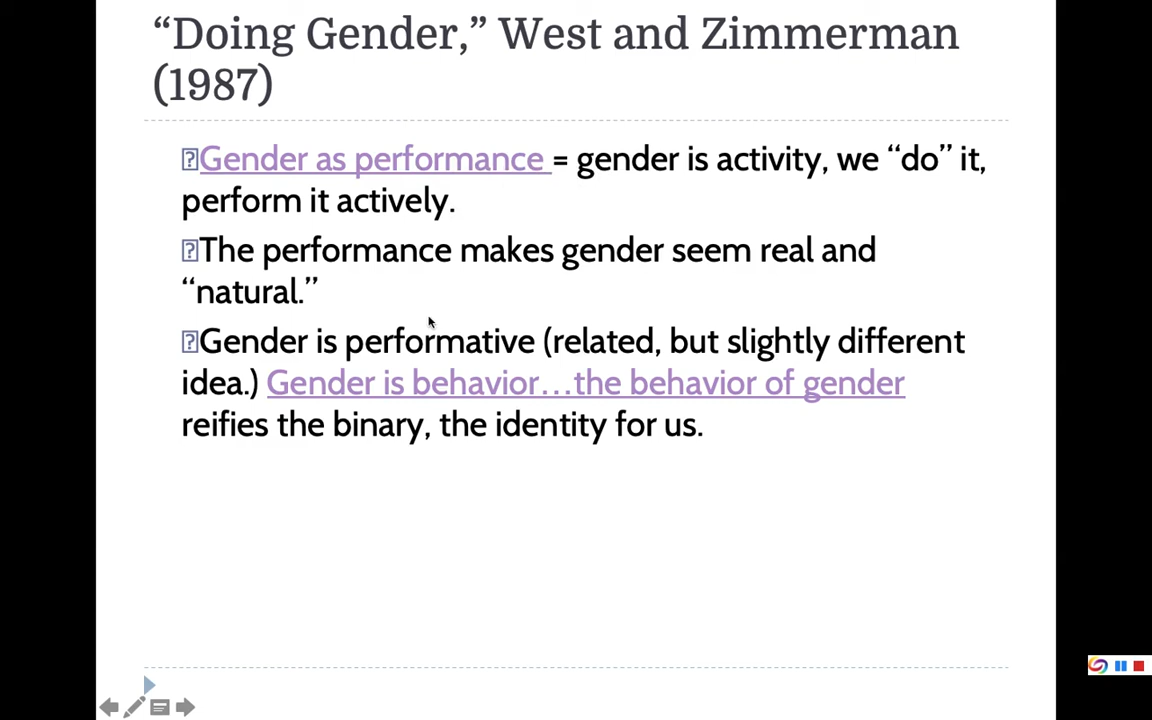 “Doing Gender,” West and Zimmerman
(1987)
Gender as performance = gender is activity, we “do” it,
perform it actively.
The performance makes gender seem real and
“natural.”
Gender is performative (related, but slightly different
idea.) Gender is behavior…the behavior of gender
reifies the binary, the identity for us.